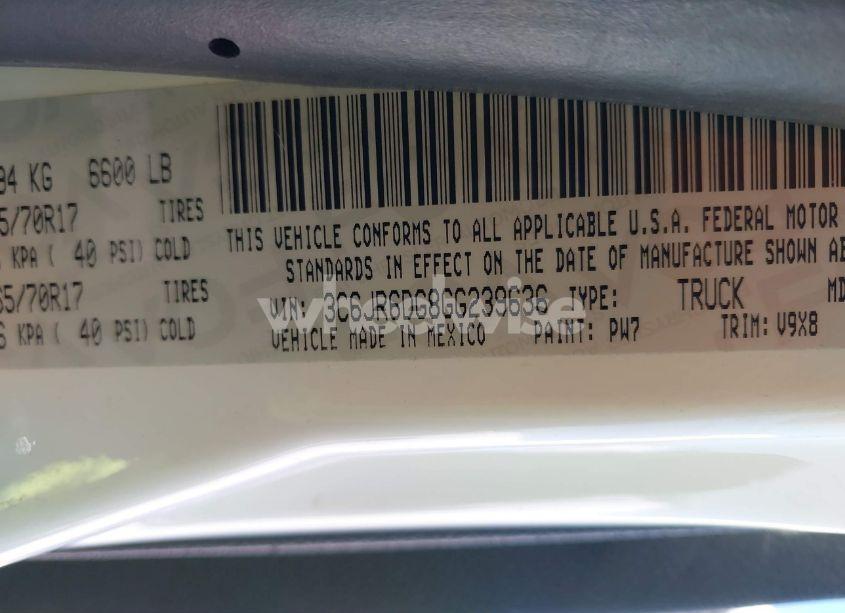 94 KG 6600 LB
5/70R17 TIRES
KPA ( 40 PSI) COLD
65/70R17 TIRES
6 KPA ( 40 PSI) COLD
THIS VEHICLE CONFORMS TO ALL APPLICABLE U.S.A. FEDERAL MOTOR
STANDARDS IN EFFECT ON THE DATE OF MANUFACTURE SHOWN AB
VIN: 3C6JR6DG8GG239636 TYPE: TRUCK MD
VEHICLE MADE IN MEXICO PAINT: PW7 TRIM: V9X8